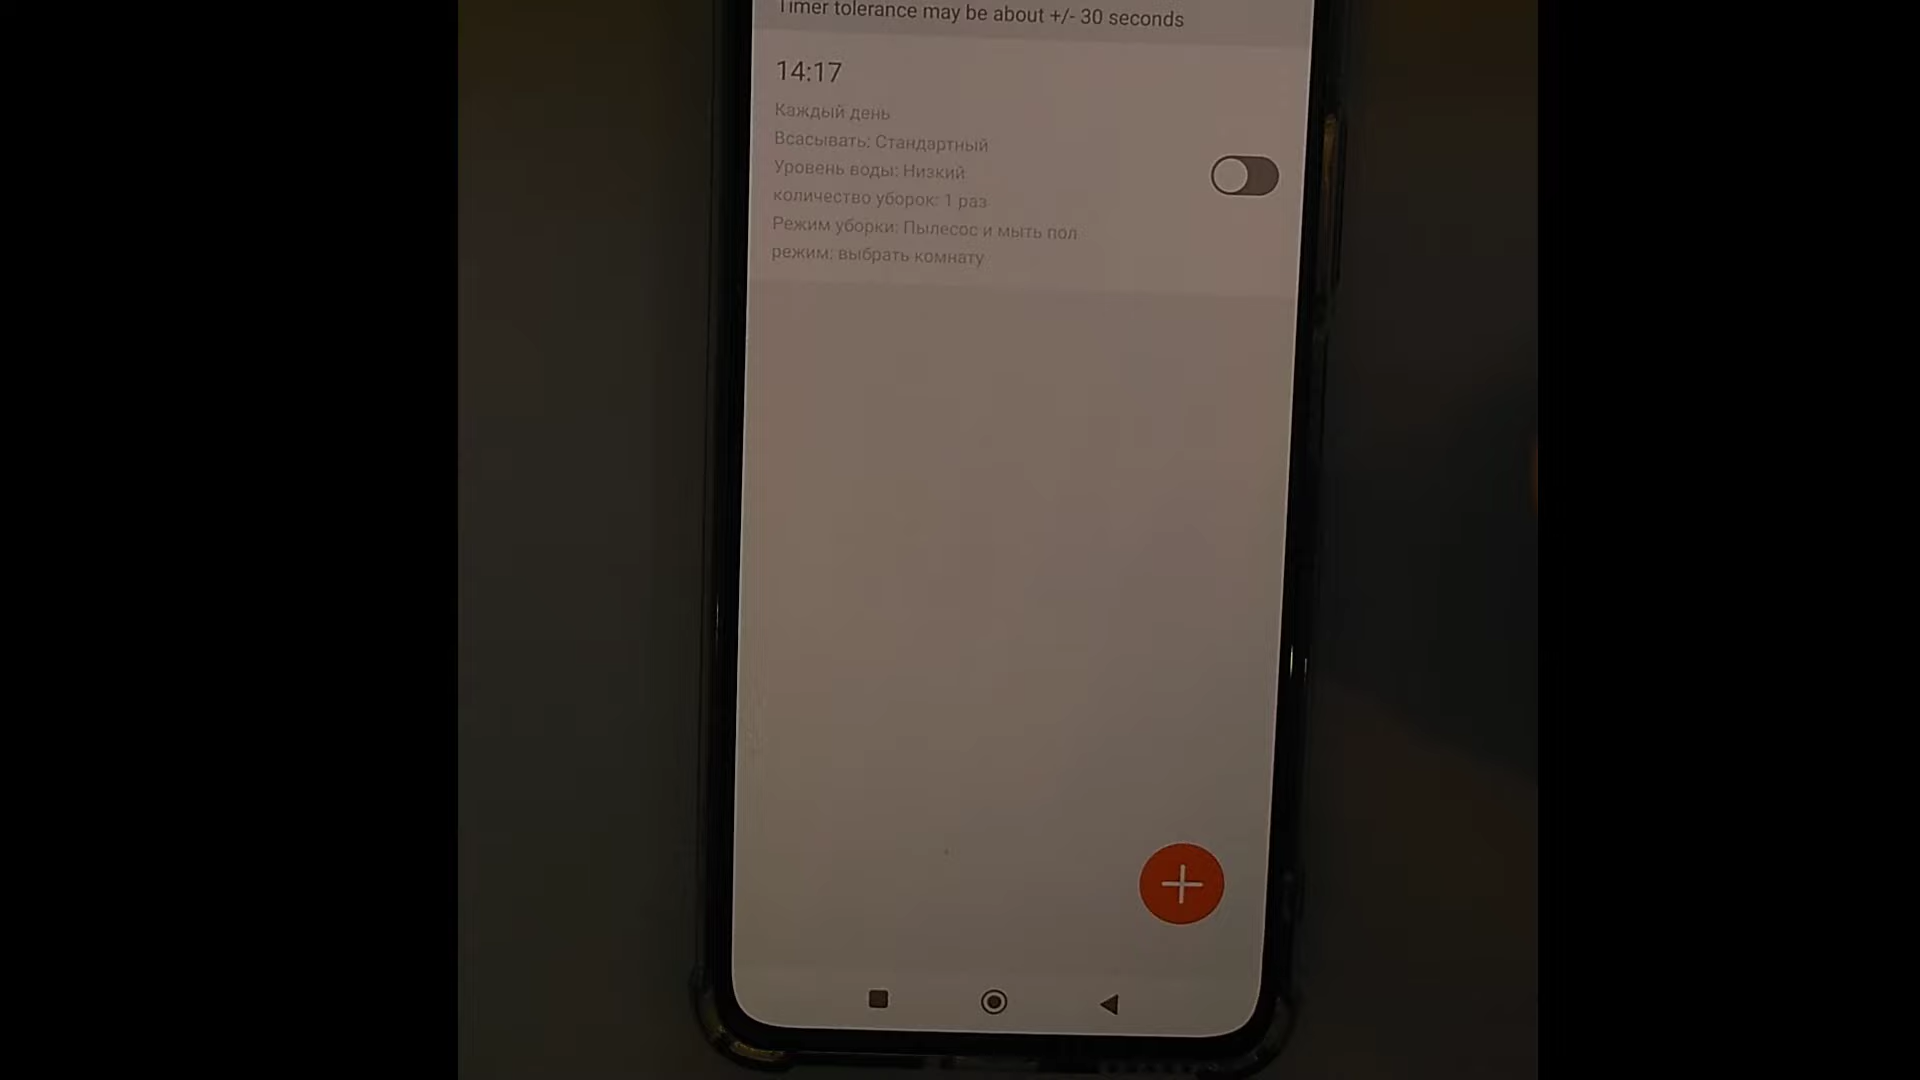 Timer tolerance may be about +/- 30 seconds
14:17
Каждый день
Всасывать: Стандартный
Уровень воды: Низкий
количество уборок: 1 раз
Режим уборки: Пылесос и мыть пол
режим: выбрать комнату